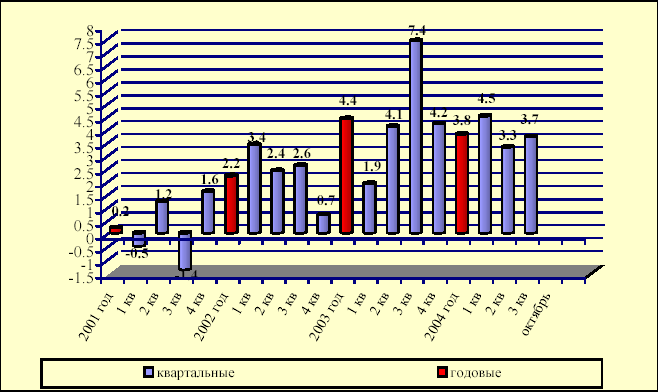 8
7.5
7
6.5
6
5.5
5
4.5
4
3.5
3
2.5
2
1.5
1
0.5
0
-0.5
-1
-1.5
0.2
-0.5
1.2
-1.4
1.6
2.2
3.4
2.4
2.6
0.7
4.4
1.9
4.1
7.4
4.2
3.8
4.5
3.3
3.7
2001 год
1 кв
2 кв
3 кв
4 кв
2002 год
1 кв
2 кв
3 кв
4 кв
2003 год
1 кв
2 кв
3 кв
4 кв
2004 год
1 кв
2 кв
3 кв
октябрь
квартальные
годовые